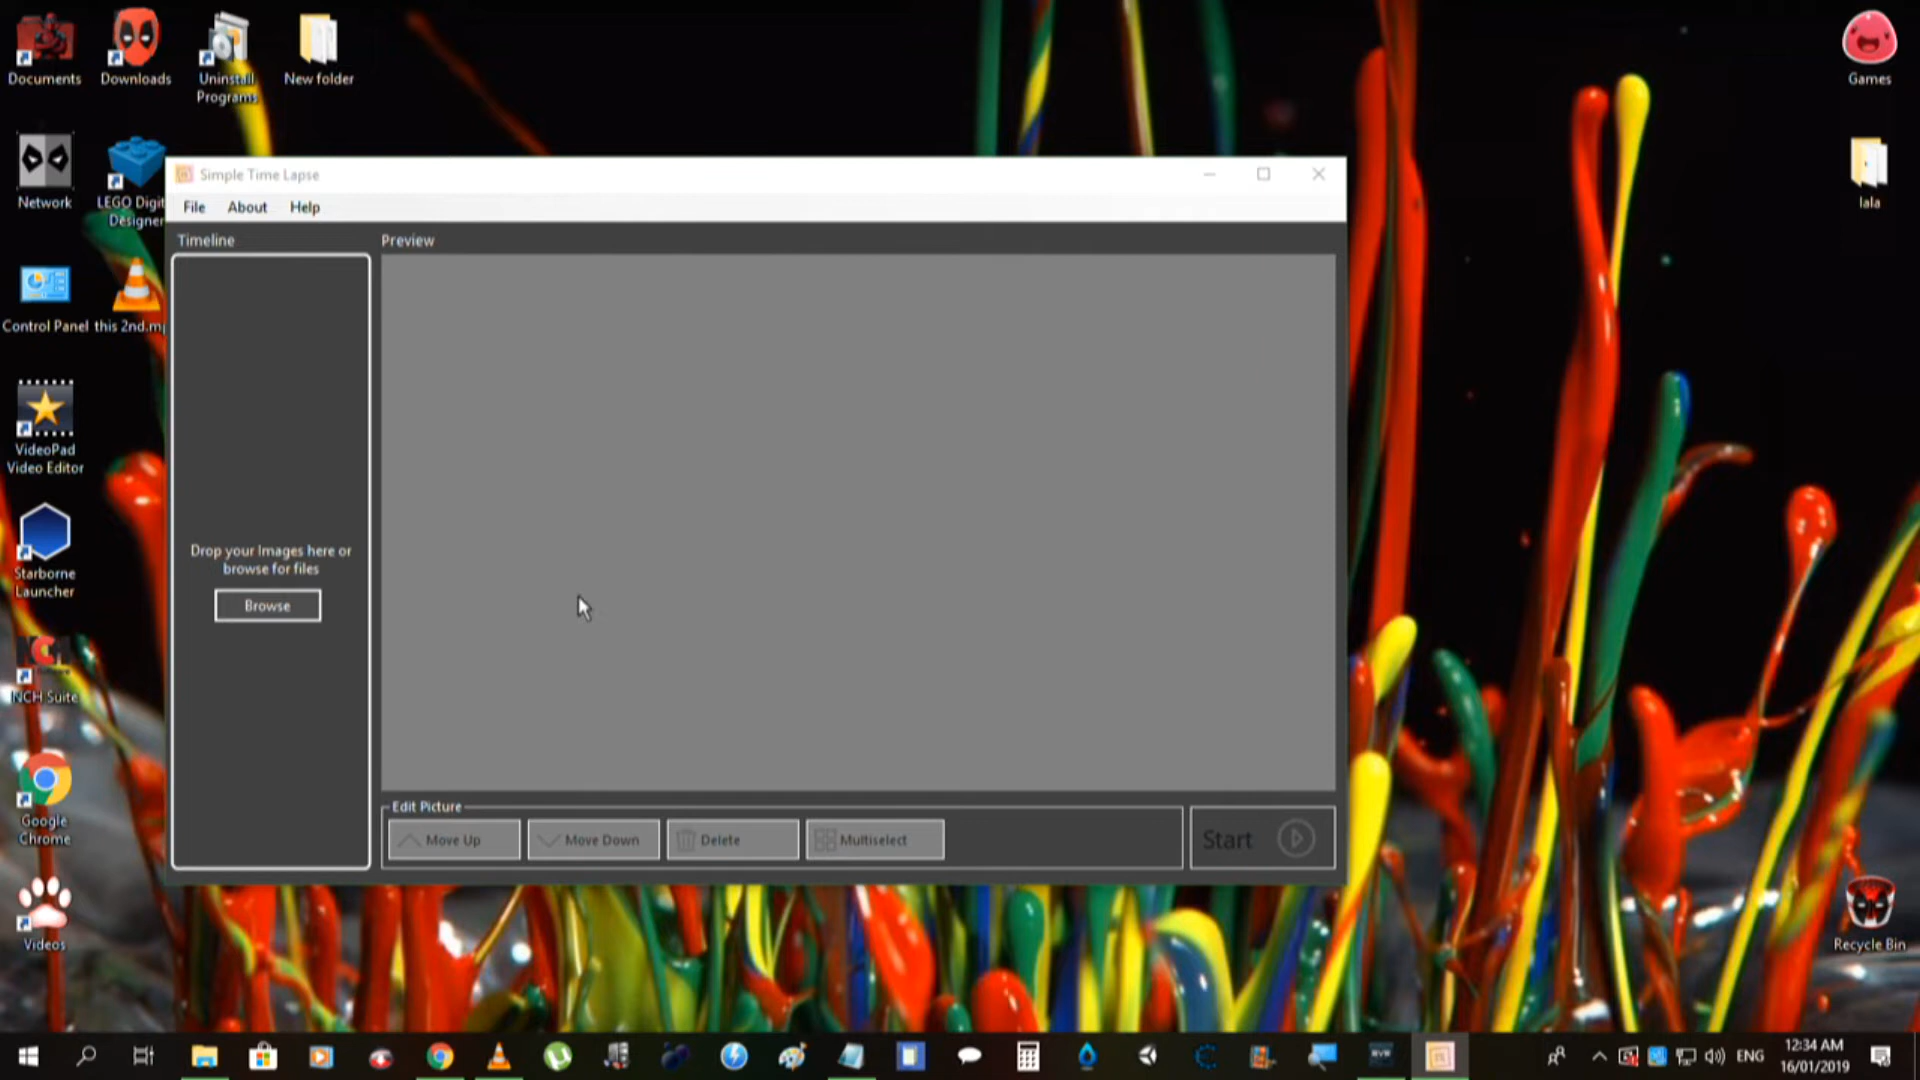 Documents
Downloads
Uninstall
Programs
New folder
Games
Network
LEGO Digit
Designer
lala
Simple Time Lapse
File About Help
Timeline
Preview
Control Panel
this 2nd.m
VideoPad
Video Editor
Drop your Images here or
browse for files
Browse
Starborne
Launcher
NCH Suite
Google
Chrome
Edit Picture
Move Up
Move Down
Delete
Multiselect
Start
Videos
Recycle Bin
ENG
12:34 AM
16/01/2019